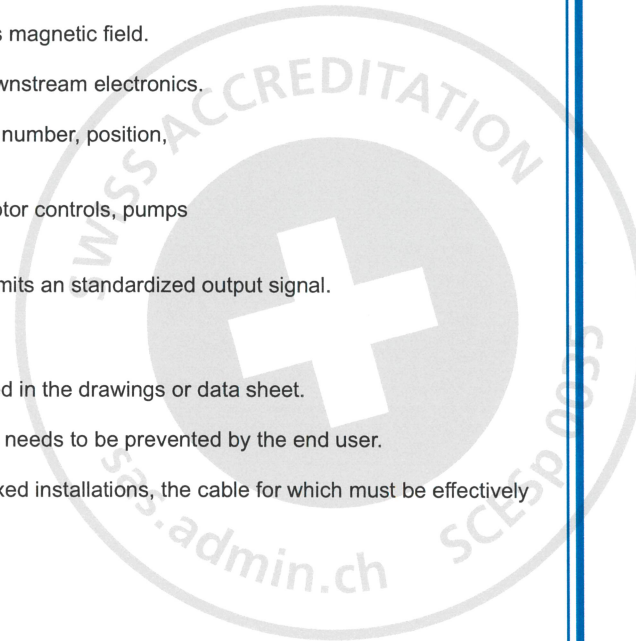 s magnetic field.
wnstream electronics.
number, position,
otor controls, pumps
mits an standardized output signal.
ed in the drawings or data sheet.
needs to be prevented by the end user.
xed installations, the cable for which must be effectively
SWISS ACCREDITATION
sas.admin.ch
SCESp 0035